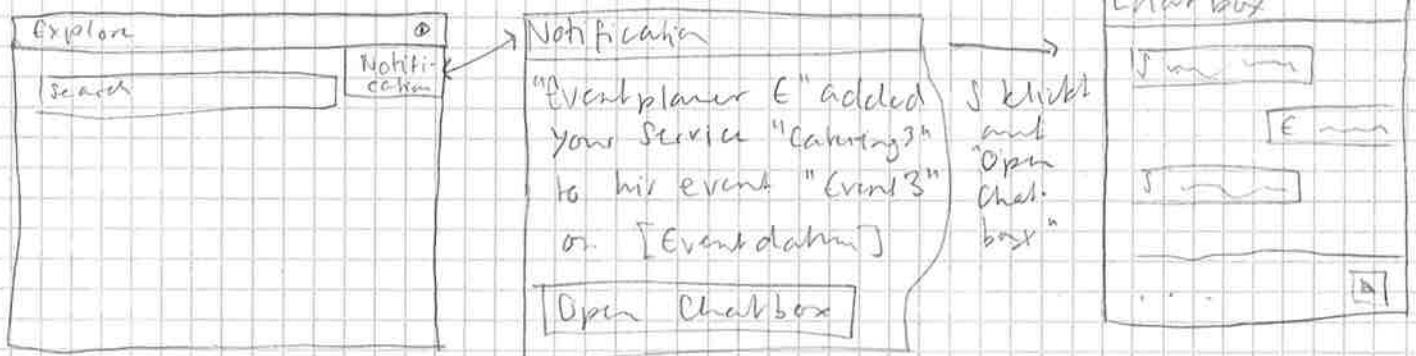 Explore
Search
Notifi-
cation
Notification
"Eventplaner E" added
your Service "Catering3"
to his event "Event3"
on [Eventdatum]
Open Chatbox
S klickt
auf
"Open
Chat-
box"
Chatbox
S
E
S
...